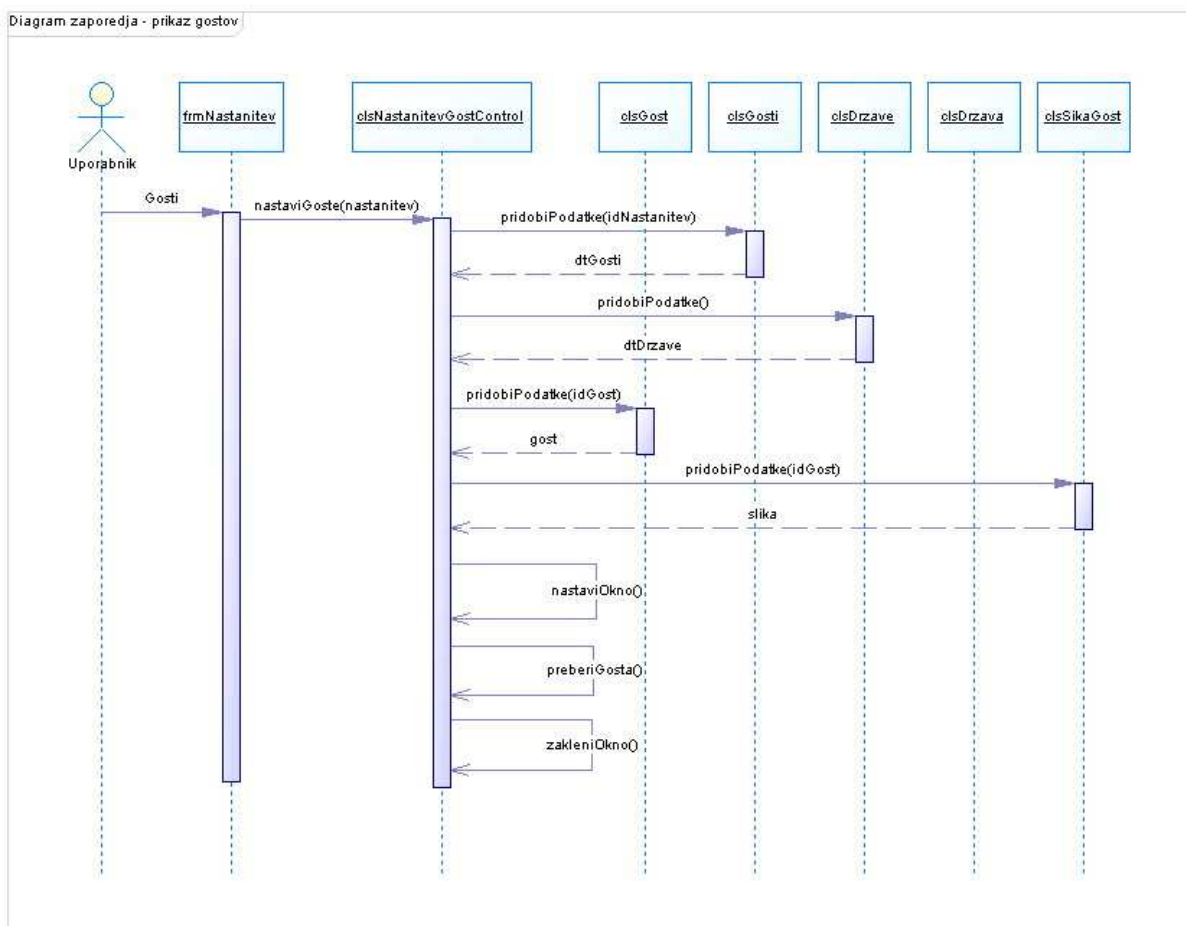 Diagram zaporedja - prikaz gostov
Uporabnik
frmNastanitev
clsNastanitevGostControl
clsGost
clsGosti
clsDrzave
clsDrzava
clsSikaGost
Gosti
nastaviGoste(nastanitev)
pridobiPodatke(idNastanitev)
dtGosti
pridobiPodatke()
dtDrzave
pridobiPodatke(idGost)
gost
pridobiPodatke(idGost)
slika
nastaviOkno()
preberiGosta()
zakleniOkno()